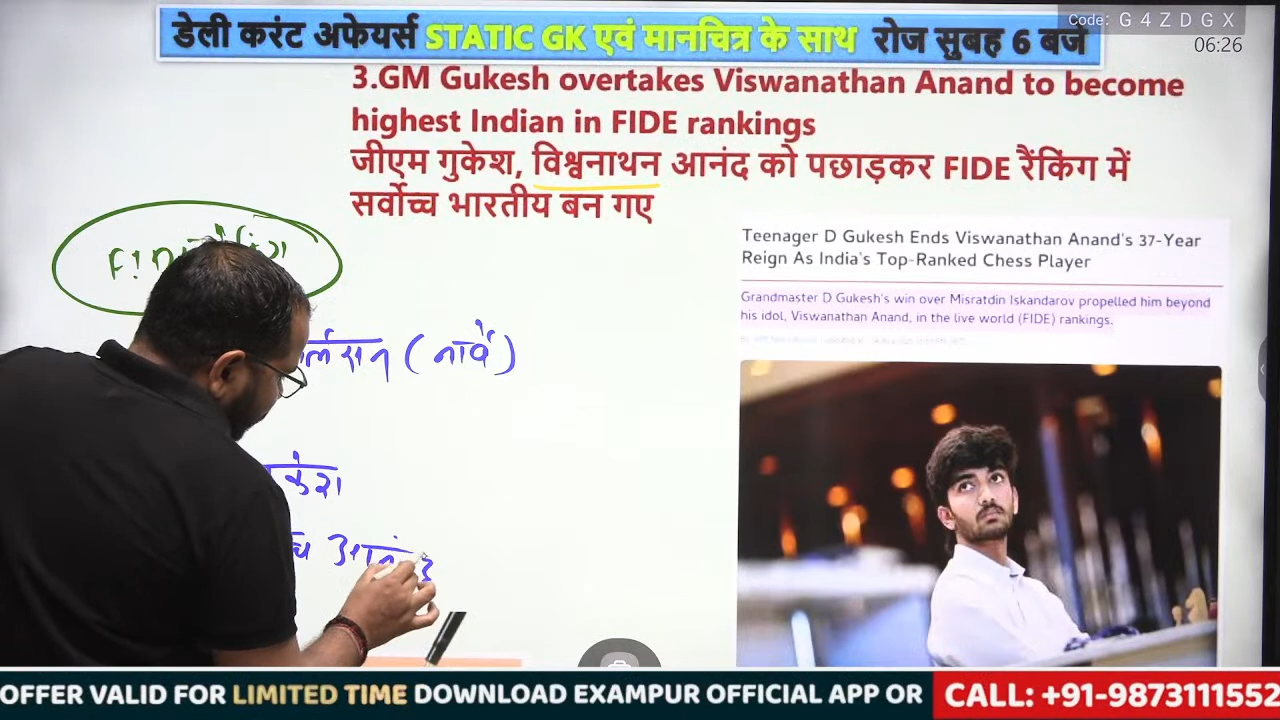 डेली करंट अफेयर्स STATIC GK एवं मानचित्र के साथ रोज सुबह 6 बजे
Code: G 4 Z D G X
06:26
3.GM Gukesh overtakes Viswanathan Anand to become
highest Indian in FIDE rankings
जीएम गुकेश, विश्वनाथन आनंद को पछाड़कर FIDE रैंकिंग में
सर्वोच्च भारतीय बन गए
Teenager D Gukesh Ends Viswanathan Anand's 37-Year
Reign As India's Top-Ranked Chess Player
Grandmaster D Gukesh's win over Misratdin Iskandarov propelled him beyond
his idol, Viswanathan Anand, in the live world (FIDE) rankings.
(नार्वे)
OFFER VALID FOR LIMITED TIME DOWNLOAD EXAMPUR OFFICIAL APP OR
CALL: +91-9873111552